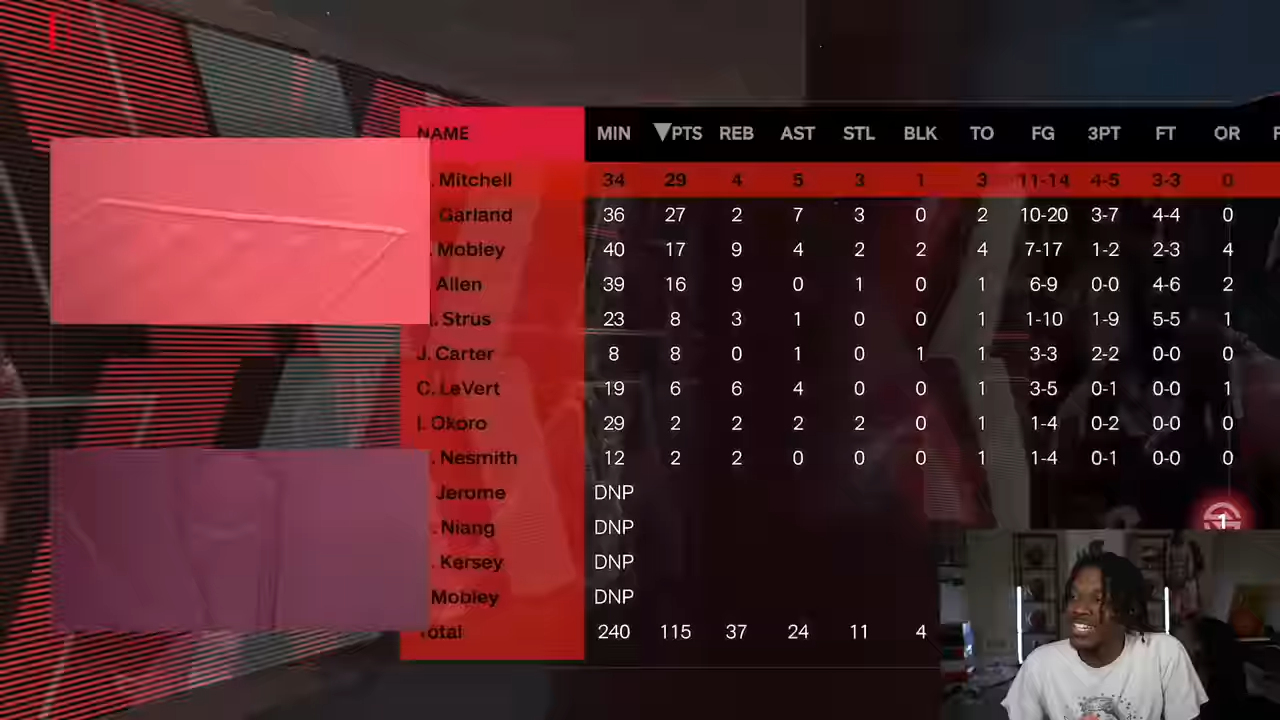 NAME MIN ▼PTS REB AST STL BLK TO FG 3PT FT OR
. Mitchell 34 29 4 5 3 1 3 11-14 4-5 3-3 0
Garland 36 27 2 7 3 0 2 10-20 3-7 4-4 0
. Mobley 40 17 9 4 2 2 4 7-17 1-2 2-3 4
Allen 39 16 9 0 1 0 1 6-9 0-0 4-6 2
. Strus 23 8 3 1 0 0 1 1-10 1-9 5-5 1
J. Carter 8 8 0 1 0 1 1 3-3 2-2 0-0 0
C. LeVert 19 6 6 4 0 0 1 3-5 0-1 0-0 1
I. Okoro 29 2 2 2 2 0 1 1-4 0-2 0-0 0
. Nesmith 12 2 2 0 0 0 1 1-4 0-1 0-0 0
Jerome DNP
. Niang DNP
. Kersey DNP
Mobley DNP
Total 240 115 37 24 11 4
1